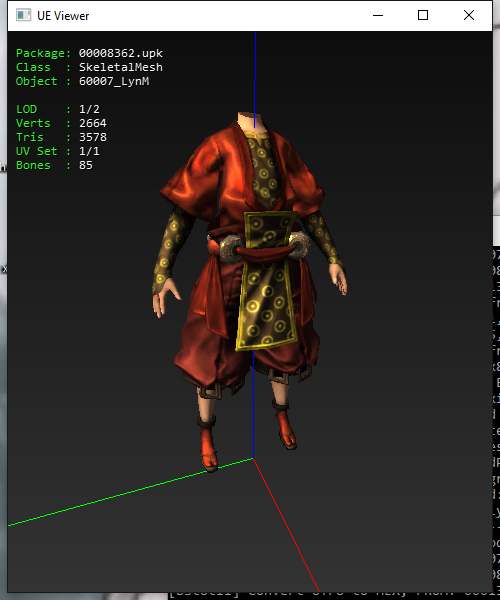 UE Viewer
Package: 00008362.upk
Class : SkeletalMesh
Object : 60007_LynM
LOD : 1/2
Verts : 2664
Tris : 3578
UV Set : 1/1
Bones : 85